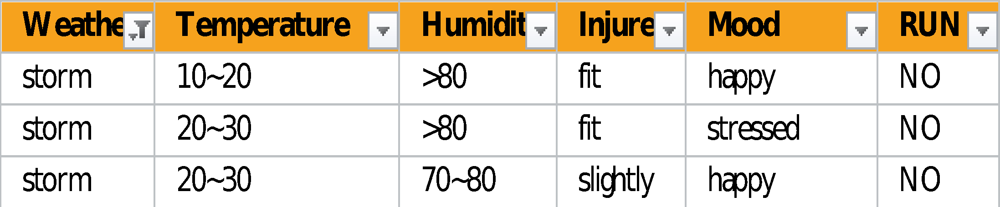 Weathe Temperature Humidit Injure Mood RUN
storm 10~20 >80 fit happy NO
storm 20~30 >80 fit stressed NO
storm 20~30 70~80 slightly happy NO